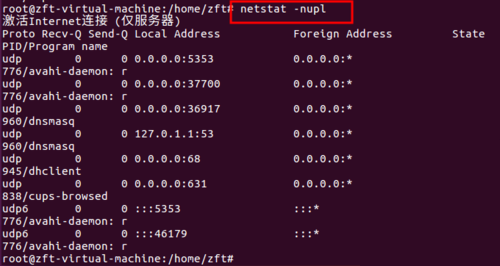 root@zft-virtual-machine:/home/zft# netstat -nupl
激活Internet连接 (仅服务器)
Proto Recv-Q Send-Q Local Address Foreign Address State
PID/Program name
udp 0 0 0.0.0.0:5353 0.0.0.0:*
776/avahi-daemon: r
udp 0 0 0.0.0.0:37700 0.0.0.0:*
776/avahi-daemon: r
udp 0 0 0.0.0.0:36917 0.0.0.0:*
960/dnsmasq
udp 0 0 127.0.1.1:53 0.0.0.0:*
960/dnsmasq
udp 0 0 0.0.0.0:68 0.0.0.0:*
945/dhclient
udp 0 0 0.0.0.0:631 0.0.0.0:*
838/cups-browsed
udp6 0 0 :::5353 :::*
776/avahi-daemon: r
udp6 0 0 :::46179 :::*
776/avahi-daemon: r
root@zft-virtual-machine:/home/zft#